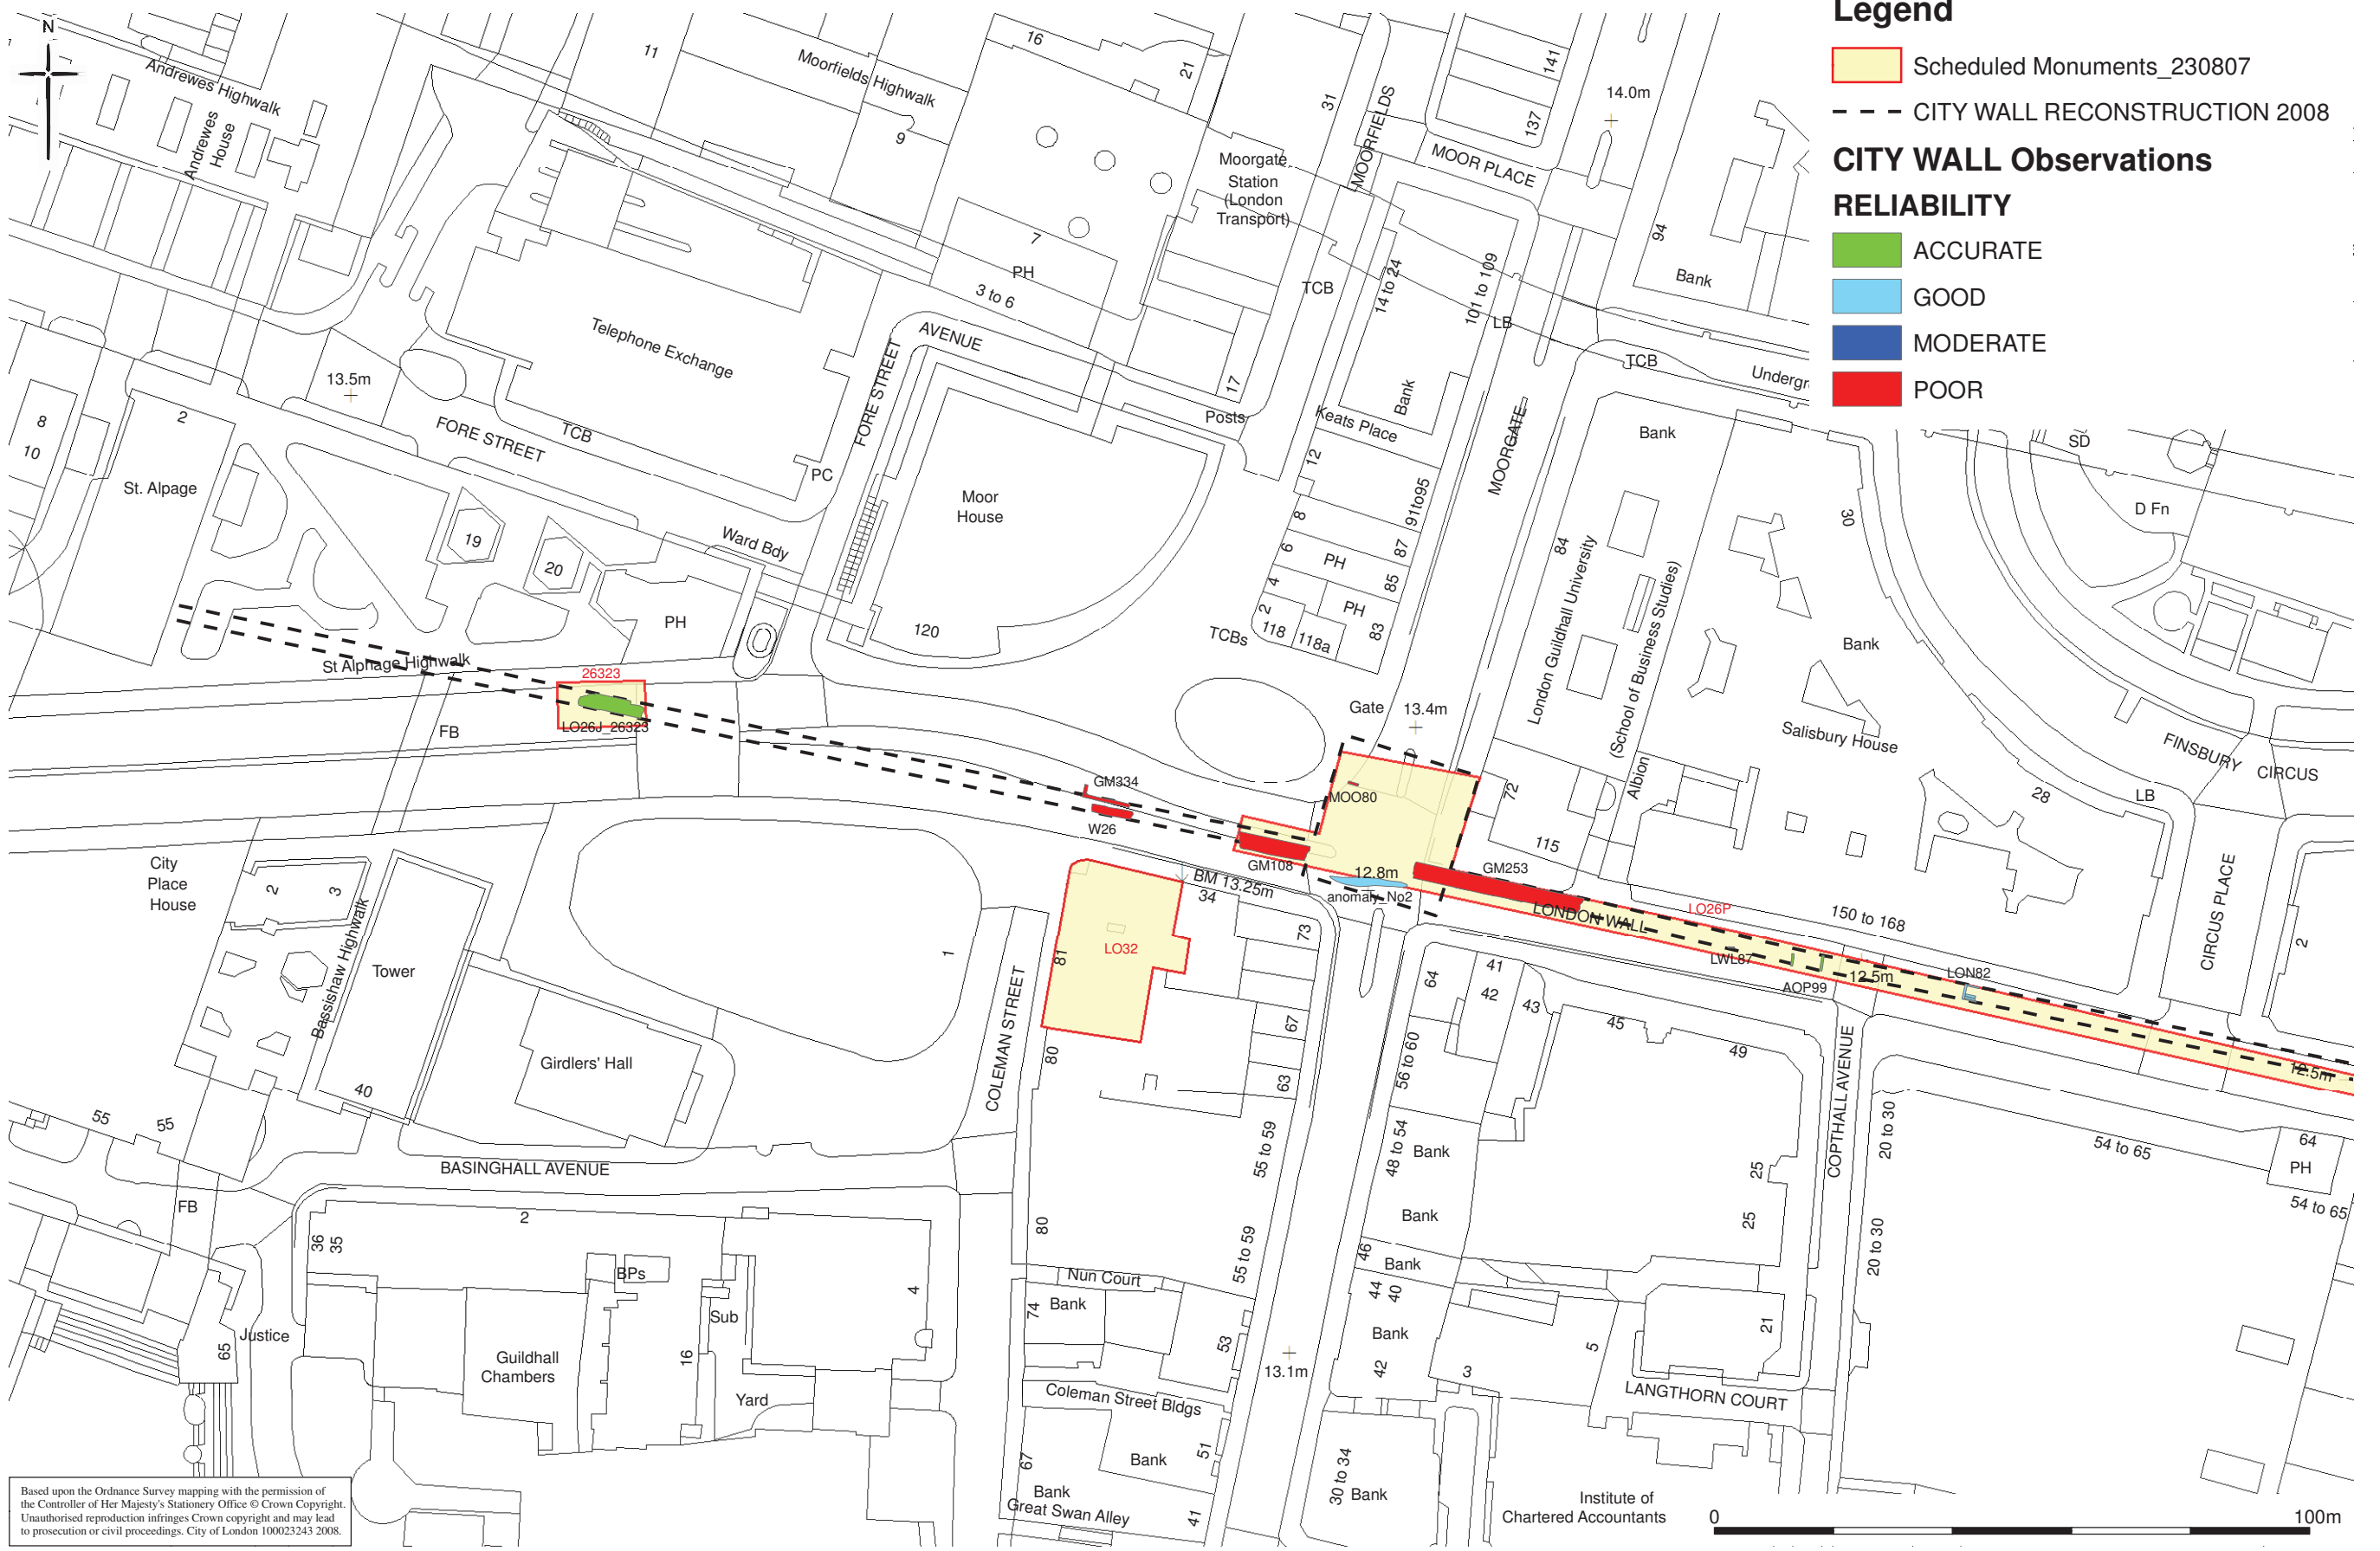 Legend
Scheduled Monuments_230807
CITY WALL RECONSTRUCTION 2008
CITY WALL Observations
RELIABILITY
ACCURATE
GOOD
MODERATE
POOR
N
Andrewes Highwalk
Andrewes
House
11
Moorfields Highwalk
9
16
21
31
MOORFIELDS
141
137
14.0m
MOOR PLACE
Moorgate
Station
(London
Transport)
7
PH
3 to 6
TCB
14 to 24
101 to 109
LB
94
Bank
TCB
Undergr
Telephone Exchange
AVENUE
FORE STREET
17
Posts
Keats Place
Bank
MOORGATE
Bank
13.5m
2
8
10
FORE STREET
TCB
PC
St. Alpage
Moor
House
12
91to95
8
6
PH
87
4
85
2
PH
118
118a
83
TCBs
84
London Guildhall University
(School of Business Studies)
30
SD
D Fn
19
20
Ward Bdy
PH
120
Bank
Salisbury House
FINSBURY
CIRCUS
St Alphage Highwalk
26323
LO26J_26323
FB
Gate
13.4m
GM334
W26
MOO80
GM108
12.8m
anomaly_No2
GM253
72
Albion
115
28
LB
LONDON WALL
LO26P
150 to 168
CIRCUS PLACE
2
LWL87
AOP99
12.5m
LON82
12.5m
City
Place
House
2
3
Bassishaw Highwalk
Tower
40
Girdlers' Hall
1
COLEMAN STREET
81
LO32
80
BM 13.25m
34
73
67
63
64
41
42
43
45
49
56 to 60
COPTHALL AVENUE
20 to 30
54 to 65
64
PH
54 to 65
55
55
BASINGHALL AVENUE
FB
55 to 59
48 to 54
Bank
25
25
Bank
20 to 30
2
36
35
BPs
4
80
55 to 59
46
Bank
44
40
Nun Court
Bank
74
53
Sub
Justice
65
Guildhall
Chambers
16
Yard
13.1m
Bank
42
3
5
21
LANGTHORN COURT
Coleman Street Bldgs
Bank
51
67
Bank
Great Swan Alley
41
30 to 34
Bank
Institute of
Chartered Accountants
0
100m
Based upon the Ordnance Survey mapping with the permission of
the Controller of Her Majesty's Stationery Office © Crown Copyright.
Unauthorised reproduction infringes Crown copyright and may lead
to prosecution or civil proceedings. City of London 100023243 2008.